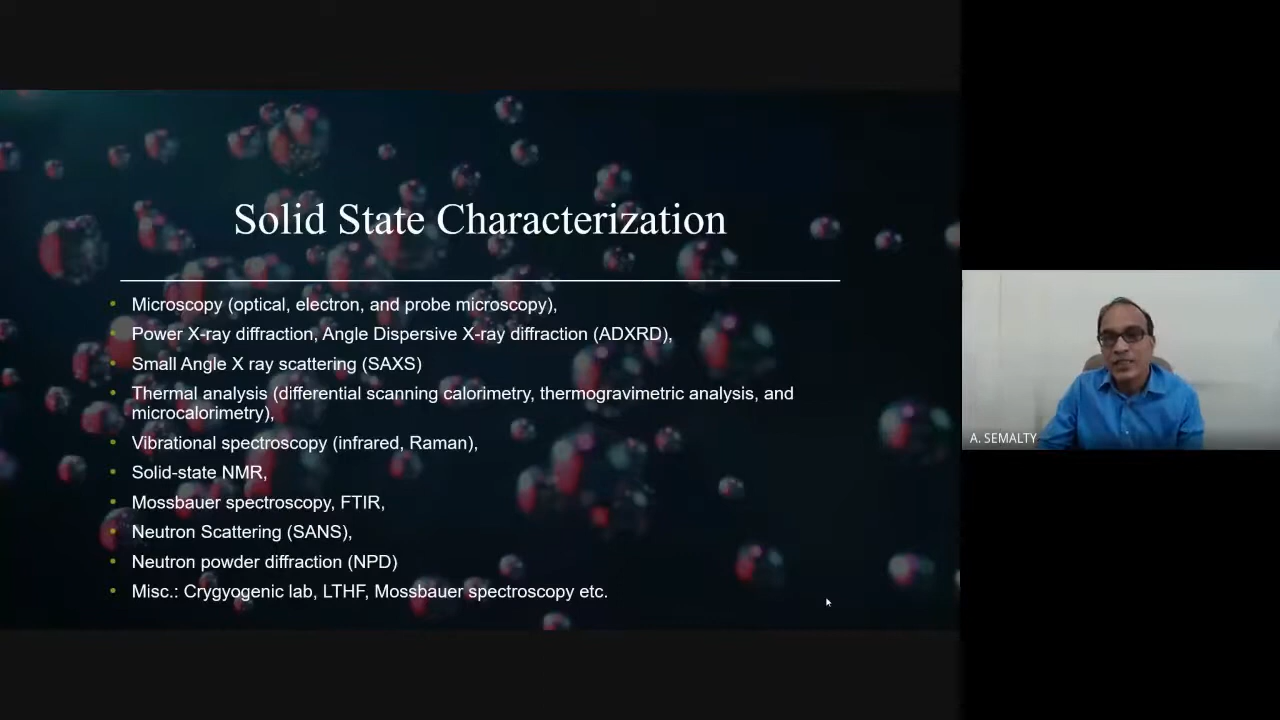 Solid State Characterization
• Microscopy (optical, electron, and probe microscopy),
• Power X-ray diffraction, Angle Dispersive X-ray diffraction (ADXRD),
• Small Angle X ray scattering (SAXS)
• Thermal analysis (differential scanning calorimetry, thermogravimetric analysis, and
microcalorimetry),
• Vibrational spectroscopy (infrared, Raman),
• Solid-state NMR,
• Mossbauer spectroscopy, FTIR,
• Neutron Scattering (SANS),
• Neutron powder diffraction (NPD)
• Misc.: Crygyogenic lab, LTHF, Mossbauer spectroscopy etc.
A. SEMALTY